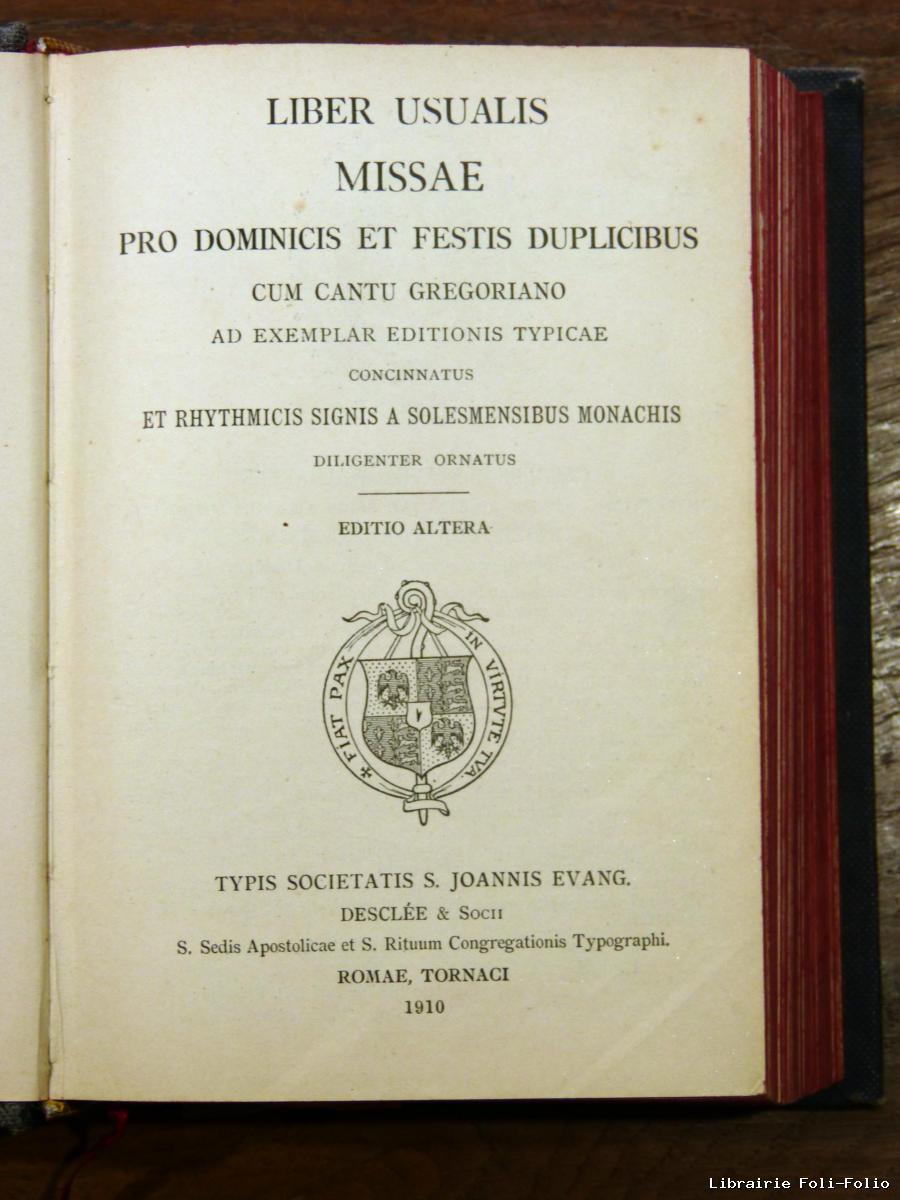 LIBER USUALIS
MISSAE
PRO DOMINICIS ET FESTIS DUPLICIBUS
CUM CANTU GREGORIANO
AD EXEMPLAR EDITIONIS TYPICAE
CONCINNATUS
ET RHYTHMICIS SIGNIS A SOLESMENSIBUS MONACHIS
DILIGENTER ORNATUS
EDITIO ALTERA
✠ FIAT PAX IN VIRTVTE TVA.
TYPIS SOCIETATIS S. JOANNIS EVANG.
DESCLÉE & SOCII
S. Sedis Apostolicae et S. Rituum Congregationis Typographi.
ROMAE, TORNACI
1910
Librairie Foli-Folio